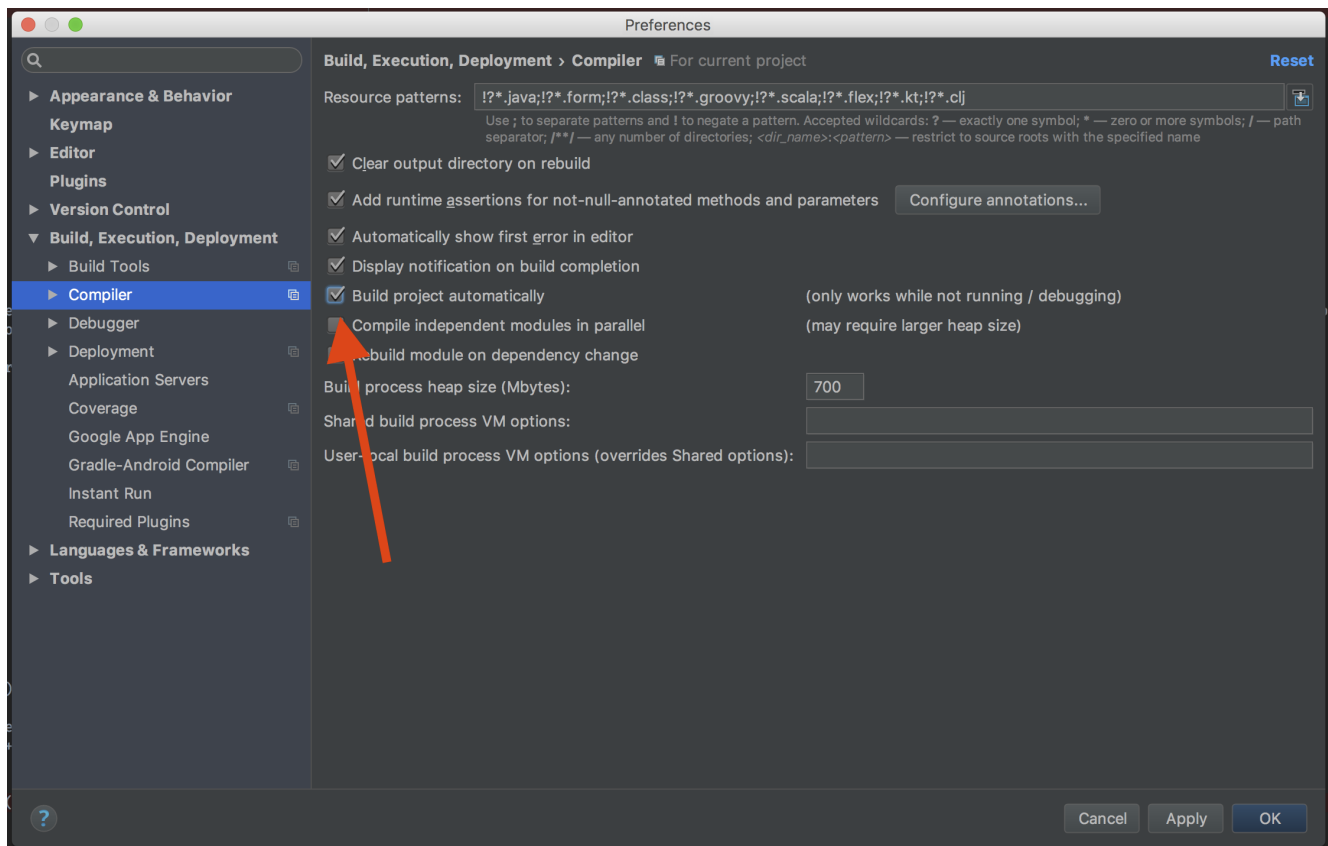 Preferences
Appearance & Behavior
Keymap
Editor
Plugins
Version Control
Build, Execution, Deployment
Build Tools
Compiler
Debugger
Deployment
Application Servers
Coverage
Google App Engine
Gradle-Android Compiler
Instant Run
Required Plugins
Languages & Frameworks
Tools
Build, Execution, Deployment › Compiler For current project Reset
Resource patterns: !?*.java;!?*.form;!?*.class;!?*.groovy;!?*.scala;!?*.flex;!?*.kt;!?*.clj
Use ; to separate patterns and ! to negate a pattern. Accepted wildcards: ? — exactly one symbol; * — zero or more symbols; / — path
separator; /**/ — any number of directories; <dir_name>:<pattern> — restrict to source roots with the specified name
Clear output directory on rebuild
Add runtime assertions for not-null-annotated methods and parameters Configure annotations...
Automatically show first error in editor
Display notification on build completion
Build project automatically (only works while not running / debugging)
Compile independent modules in parallel (may require larger heap size)
Rebuild module on dependency change
Build process heap size (Mbytes): 700
Shared build process VM options:
User-local build process VM options (overrides Shared options):
? Cancel Apply OK